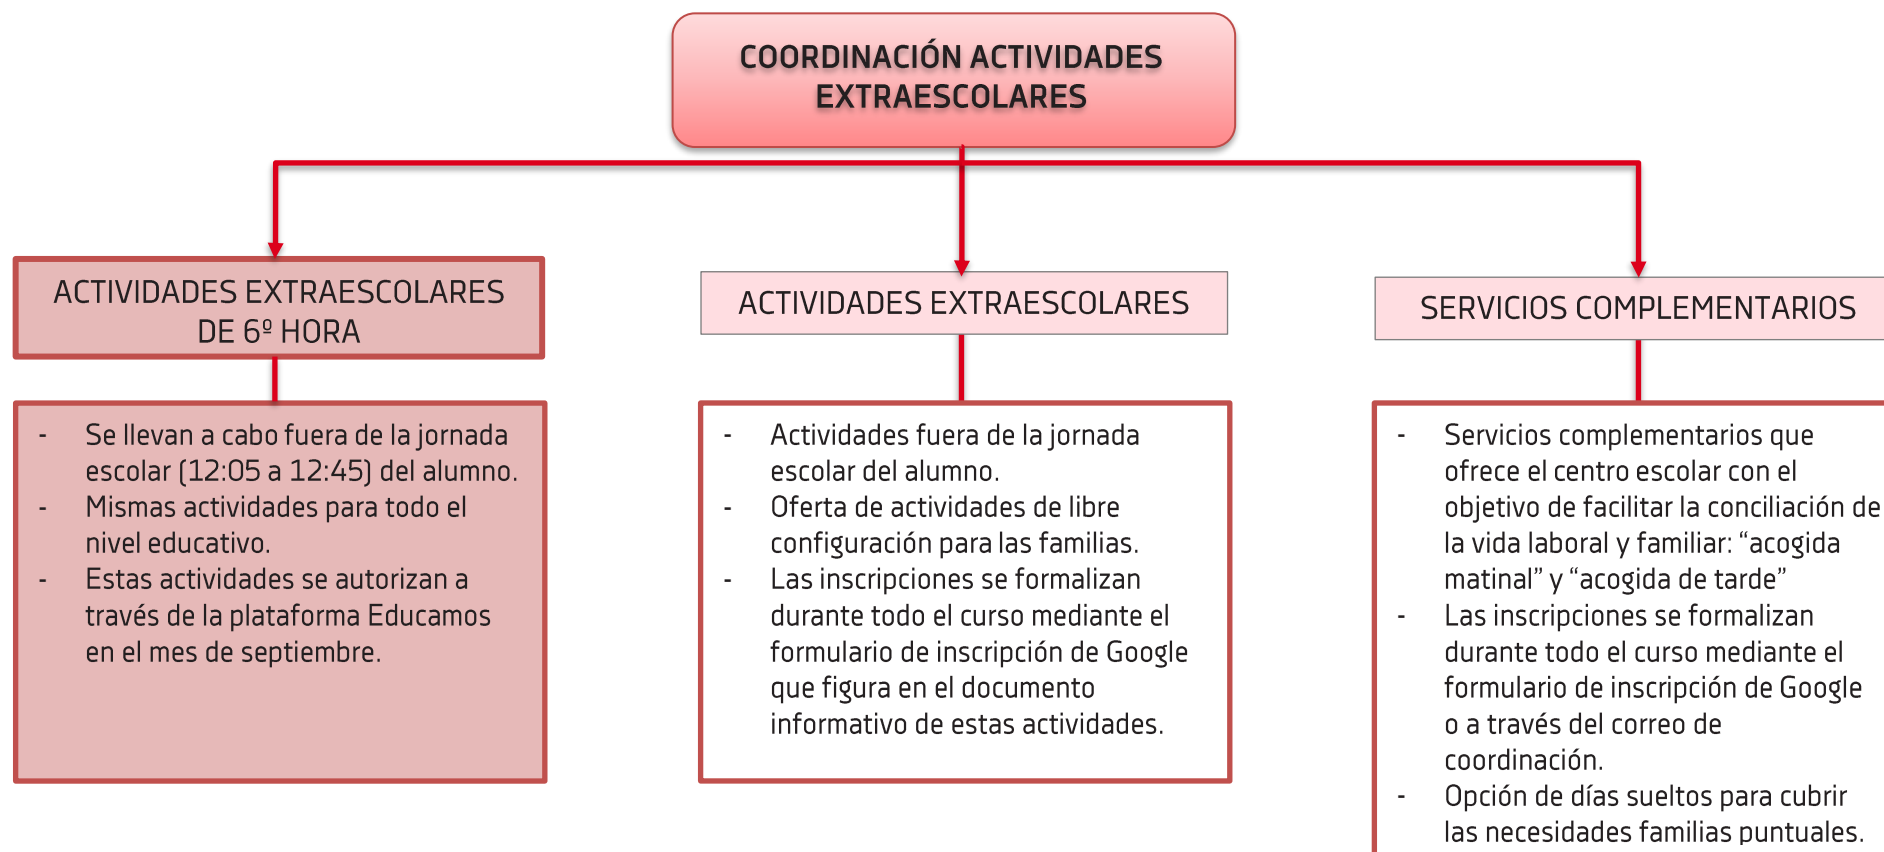 COORDINACIÓN ACTIVIDADES
EXTRAESCOLARES
ACTIVIDADES EXTRAESCOLARES
DE 6º HORA
- Se llevan a cabo fuera de la jornada
escolar (12:05 a 12:45) del alumno.
- Mismas actividades para todo el
nivel educativo.
- Estas actividades se autorizan a
través de la plataforma Educamos
en el mes de septiembre.
ACTIVIDADES EXTRAESCOLARES
- Actividades fuera de la jornada
escolar del alumno.
- Oferta de actividades de libre
configuración para las familias.
- Las inscripciones se formalizan
durante todo el curso mediante el
formulario de inscripción de Google
que figura en el documento
informativo de estas actividades.
SERVICIOS COMPLEMENTARIOS
- Servicios complementarios que
ofrece el centro escolar con el
objetivo de facilitar la conciliación de
la vida laboral y familiar: “acogida
matinal” y “acogida de tarde”
- Las inscripciones se formalizan
durante todo el curso mediante el
formulario de inscripción de Google
o a través del correo de
coordinación.
- Opción de días sueltos para cubrir
las necesidades familias puntuales.